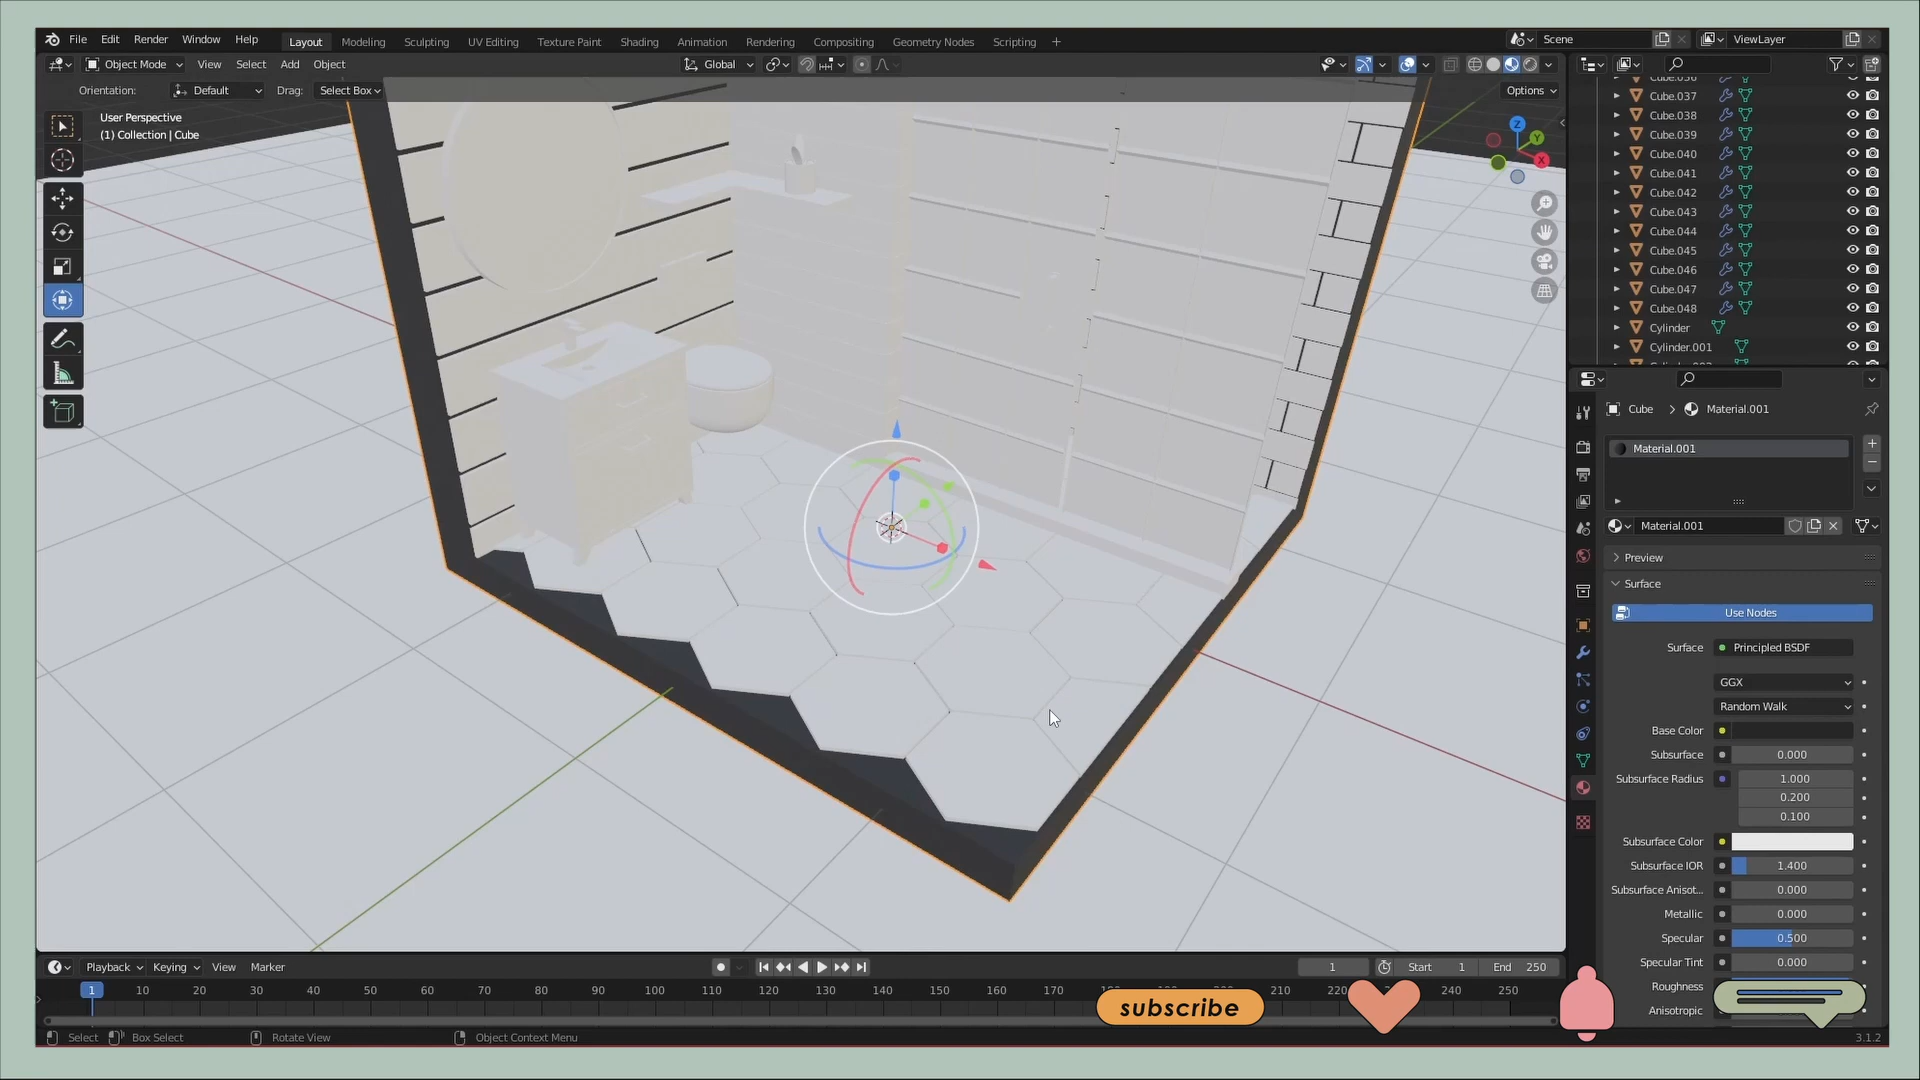 File Edit Render Window Help Layout Modeling Sculpting UV Editing Texture Paint Shading Animation Rendering Compositing Geometry Nodes Scripting + Scene ViewLayer
Object Mode View Select Add Object Global
Orientation: Default Drag: Select Box Options
User Perspective
(1) Collection | Cube
Z
Y
X
Cube.037
Cube.038
Cube.039
Cube.040
Cube.041
Cube.042
Cube.043
Cube.044
Cube.045
Cube.046
Cube.047
Cube.048
Cylinder
Cylinder.001
Cube > Material.001
Material.001
Material.001
Preview
Surface
Use Nodes
Surface Principled BSDF
GGX
Random Walk
Base Color
Subsurface 0.000
Subsurface Radius 1.000
0.200
0.100
Subsurface Color
Subsurface IOR 1.400
Subsurface Anisot... 0.000
Metallic 0.000
Specular 0.500
Specular Tint 0.000
Roughness
Anisotropic
Playback Keying View Marker 1 Start 1 End 250
1 10 20 30 40 50 60 70 80 90 100 110 120 130 140 150 160 170 200 210 220 240 250
subscribe
Select Box Select Rotate View Object Context Menu 3.1.2